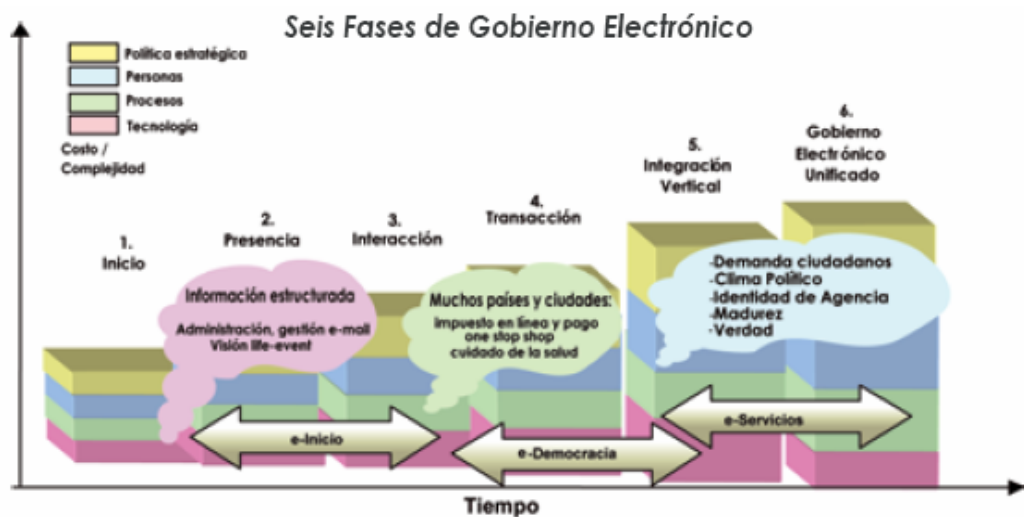 Seis Fases de Gobierno Electrónico
Política estratégica
Personas
Procesos
Tecnología
Costo /
Complejidad
1.
Inicio
2.
Presencia
3.
Interacción
4.
Transacción
5.
Integración
Vertical
6.
Gobierno
Electrónico
Unificado
Información estructurada
Administración, gestión e-mail
Visión life-event
Muchos países y ciudades:
Impuesto en línea y pago
one stop shop
cuidado de la salud
-Demanda ciudadanos
-Clima Político
-Identidad de Agencia
-Madurez
-Verdad
e-Inicio
e-Democracia
e-Servicios
Tiempo